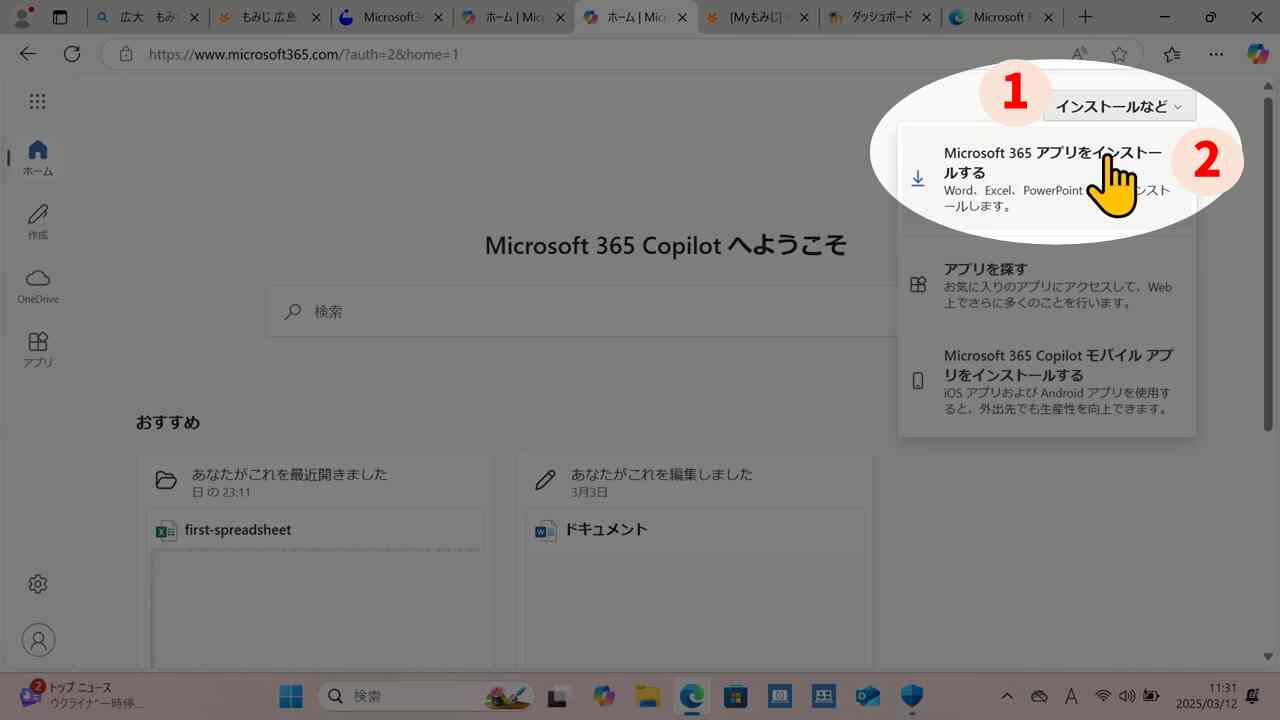 広大 もみ
もみじ 広島
Microsoft3
ホーム | Mic
ホーム | Mic
[Myもみじ]
ダッシュボード
Microsoft
https://www.microsoft365.com/?auth=2&home=1
1
インストールなど
2
Microsoft 365 アプリをインストー
ルする
Word、Excel、PowerPoint ンスト
ールします。
アプリを探す
お気に入りのアプリにアクセスして、Web
上でさらに多くのことを行います。
Microsoft 365 Copilot モバイル アプ
リをインストールする
iOS アプリおよび Android アプリを使用す
ると、外出先でも生産性を向上できます。
ホーム
作成
OneDrive
アプリ
Microsoft 365 Copilot へようこそ
検索
おすすめ
あなたがこれを最近開きました
日 の 23:11
first-spreadsheet
あなたがこれを編集しました
3月3日
ドキュメント
2
トップ ニュース
ウクライナ"一時停...
検索
A
11:31
2025/03/12